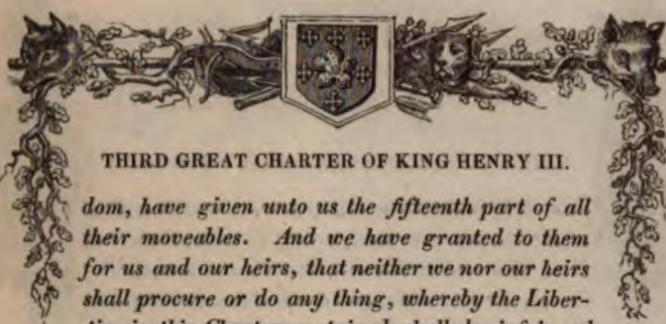 THIRD GREAT CHARTER OF KING HENRY III.
dom, have given unto us the fifteenth part of all
their moveables. And we have granted to them
for us and our heirs, that neither we nor our heirs
shall procure or do any thing, whereby the Liber-